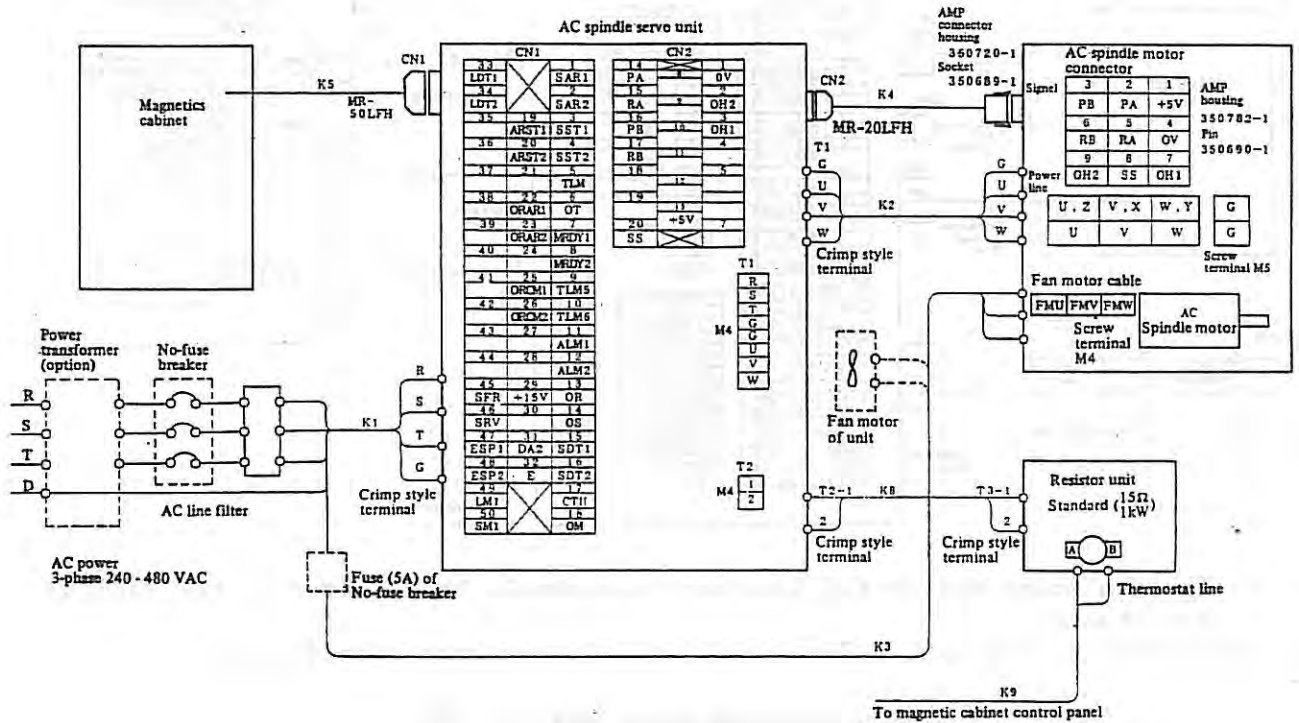 AC spindle servo unit
Magnetics
cabinet
K5
MR-
50LFH
CN1
CN1
33 1
LDT1 SAR1
34 2
LDT2 SAR2
35 19 3
ARST1 SST1
36 20 4
ARST2 SST2
37 21 5
TLM
38 22 6
ORAR1 OT
39 23 7
ORAR2 MRDY1
40 24 8
MRDY2
41 25 9
ORCM1 TLM5
42 26 10
ORCM2 TLM6
43 27 11
ALM1
44 28 12
ALM2
45 29 13
SFR +15V OR
46 30 14
SRV OS
47 31 15
ESP1 DA2 SDT1
48 32 16
ESP2 E SDT2
49 17
LM1 CTH
50 18
SM1 OM
CN2
14 1
PA 8 0V
15 2
RA 9 OH2
16 3
PB 10 OH1
17 4
RB 11
18 5
12
19
13
20 +5V 7
SS
T1
R
S
T
G
G
U
V
W
M4
T2
M4
1
2
CN2
K4
MR-20LFH
T1
G
U
V
W
K2
Crimp style
terminal
AMP
connector
housing
360720-1
Socket
350689-1
AC spindle motor
connector
Signel
3 2 1
PB PA +5V
6 5 4
RB RA OV
9 8 7
OH2 SS OH1
AMP
housing
350782-1
Pin
350690-1
G
U
V
W
Power
line
U, Z V, X W, Y
U V W
G
G
Screw
terminal M5
Fan motor cable
FMU FMV FMW
Screw
terminal
M4
AC
Spindle motor
Fan motor
of unit
Power
transformer
(option)
No-fuse
breaker
R
S
T
D
AC line filter
K1
R
S
T
G
Crimp style
terminal
AC power
3-phase 240 - 480 VAC
Fuse (5A) of
No-fuse breaker
T2-1 K8 T3-1
2
Crimp style
terminal
2
Crimp style
terminal
Resistor unit
Standard (15Ω
1kW)
A B
Thermostat line
K3
K9
To magnetic cabinet control panel